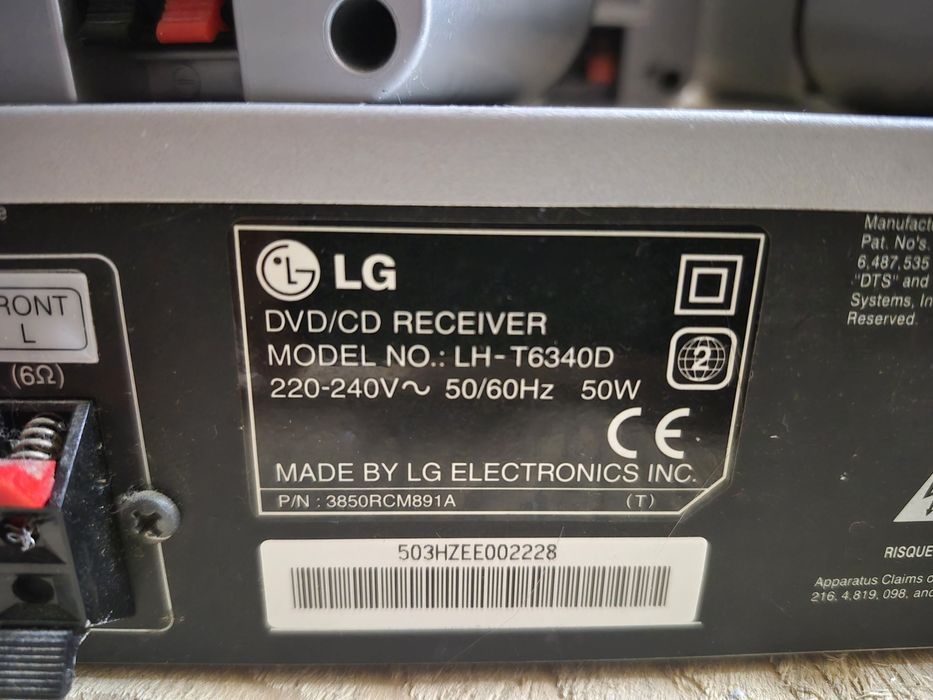 RONT
L
(6Ω)
LG
DVD/CD RECEIVER
MODEL NO.: LH-T6340D
220-240V~ 50/60Hz 50W
2
CE
MADE BY LG ELECTRONICS INC.
P/N : 3850RCM891A (T)
503HZEE002228
Manufact
Pat. No's.
6,487,535
"DTS" and
Systems, In
Reserved.
RISQUE
Apparatus Claims o
216, 4,819, 098, and